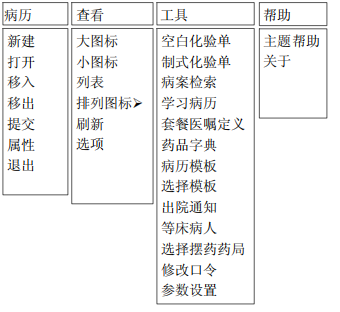 病历
新建
打开
移入
移出
提交
属性
退出
查看
大图标
小图标
列表
排列图标➢
刷新
选项
工具
空白化验单
制式化验单
病案检索
学习病历
套餐医嘱定义
药品字典
病历模板
选择模板
出院通知
等床病人
选择摆药药局
修改口令
参数设置
帮助
主题帮助
关于